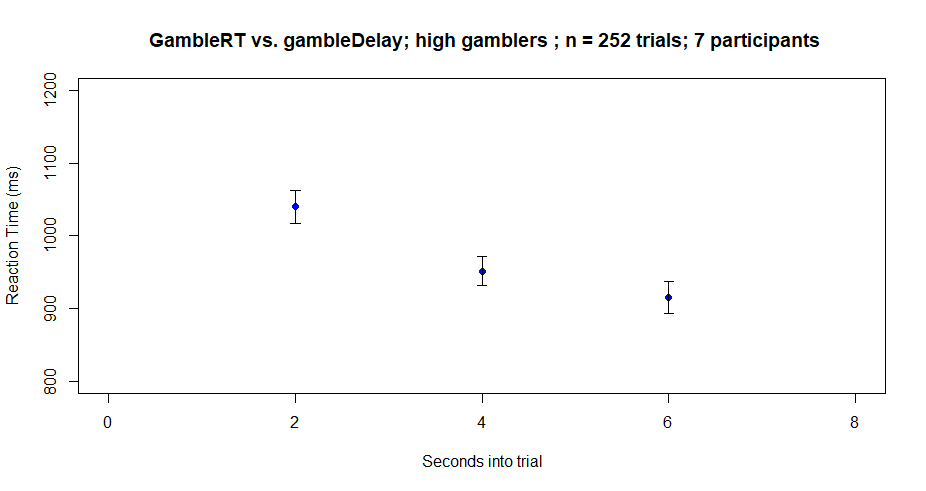 GambleRT vs. gambleDelay; high gamblers ; n = 252 trials; 7 participants
1200
1100
1000
900
800
Reaction Time (ms)
0 2 4 6 8
Seconds into trial